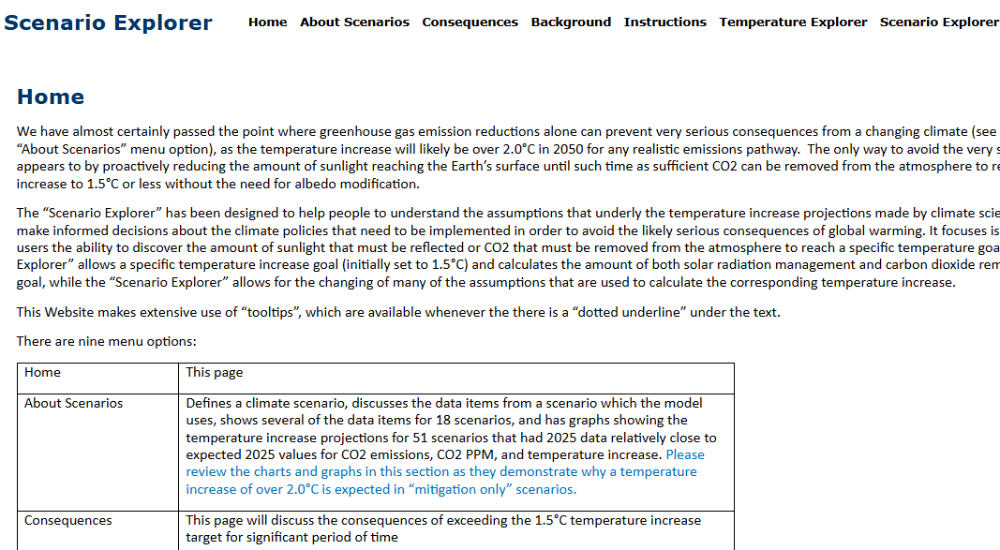 Scenario Explorer Home About Scenarios Consequences Background Instructions Temperature Explorer Scenario Explorer
Home
We have almost certainly passed the point where greenhouse gas emission reductions alone can prevent very serious consequences from a changing climate (see
“About Scenarios” menu option), as the temperature increase will likely be over 2.0°C in 2050 for any realistic emissions pathway. The only way to avoid the very
appears to by proactively reducing the amount of sunlight reaching the Earth’s surface until such time as sufficient CO2 can be removed from the atmosphere to
increase to 1.5°C or less without the need for albedo modification.
The “Scenario Explorer” has been designed to help people to understand the assumptions that underly the temperature increase projections made by climate
make informed decisions about the climate policies that need to be implemented in order to avoid the likely serious consequences of global warming. It focuses is
users the ability to discover the amount of sunlight that must be reflected or CO2 that must be removed from the atmosphere to reach a specific temperature
Explorer” allows a specific temperature increase goal (initially set to 1.5°C) and calculates the amount of both solar radiation management and carbon dioxide
goal, while the “Scenario Explorer” allows for the changing of many of the assumptions that are used to calculate the corresponding temperature increase.
This Website makes extensive use of “tooltips”, which are available whenever the there is a “dotted underline” under the text.
There are nine menu options:
Home This page
About Scenarios Defines a climate scenario, discusses the data items from a scenario which the model
uses, shows several of the data items for 18 scenarios, and has graphs showing the
temperature increase projections for 51 scenarios that had 2025 data relatively close to
expected 2025 values for CO2 emissions, CO2 PPM, and temperature increase. Please
review the charts and graphs in this section as they demonstrate why a temperature
increase of over 2.0°C is expected in “mitigation only” scenarios.
Consequences This page will discuss the consequences of exceeding the 1.5°C temperature increase
target for significant period of time